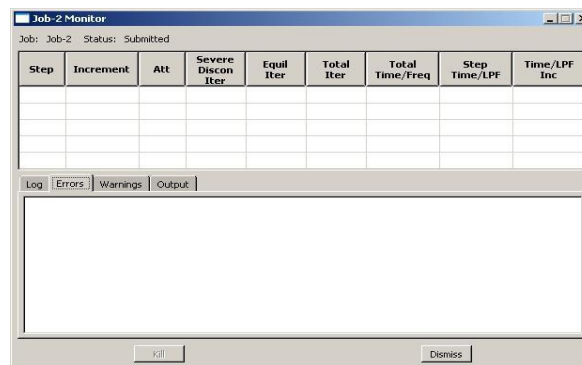 Job-2 Monitor
Job: Job-2 Status: Submitted
Step Increment Att Severe Discon Iter Equil Iter Total Iter Total Time/Freq Step Time/LPF Time/LPF Inc
Log Errors Warnings Output
Kill Dismiss